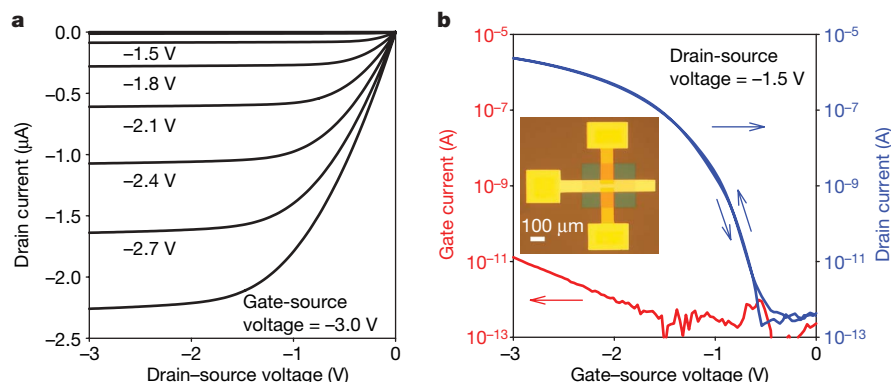 a
0.0
−0.5
−1.0
−1.5
−2.0
−2.5
Drain current (μA)
−1.5 V
−1.8 V
−2.1 V
−2.4 V
−2.7 V
Gate-source
voltage = −3.0 V
−3
−2
−1
0
Drain–source voltage (V)
b
10−5
10−7
10−9
10−11
10−13
Gate current (A)
Drain-source
voltage = −1.5 V
100 μm
10−5
10−7
10−9
10−11
10−13
Drain current (A)
−3
−2
−1
0
Gate–source voltage (V)